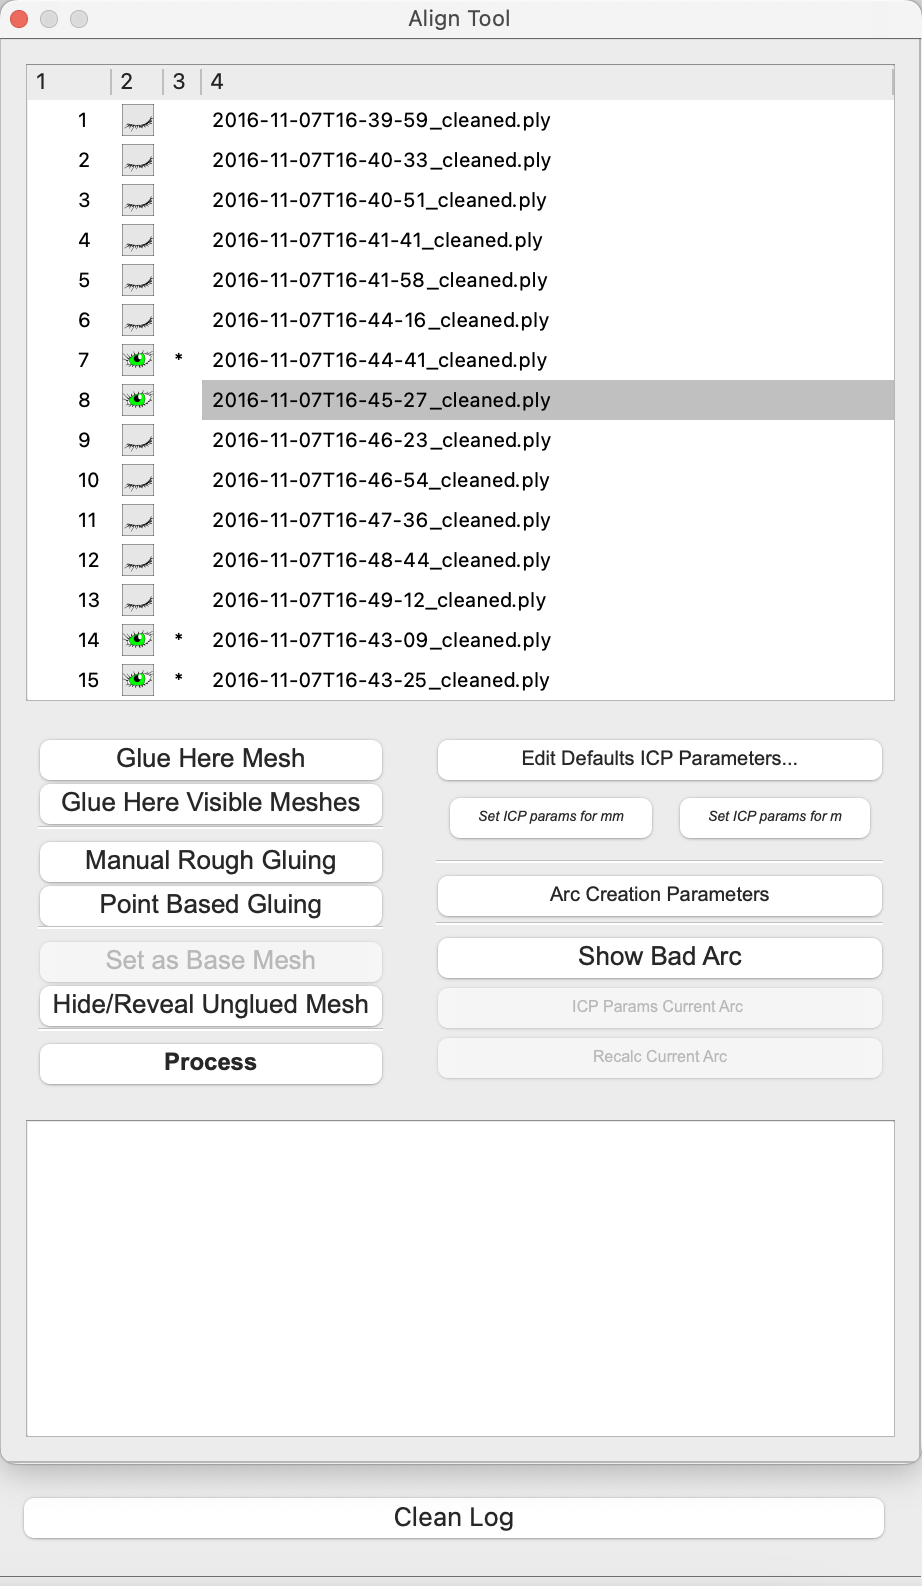 Align Tool
1 2 3 4
1 2016-11-07T16-39-59_cleaned.ply
2 2016-11-07T16-40-33_cleaned.ply
3 2016-11-07T16-40-51_cleaned.ply
4 2016-11-07T16-41-41_cleaned.ply
5 2016-11-07T16-41-58_cleaned.ply
6 2016-11-07T16-44-16_cleaned.ply
7 * 2016-11-07T16-44-41_cleaned.ply
8 2016-11-07T16-45-27_cleaned.ply
9 2016-11-07T16-46-23_cleaned.ply
10 2016-11-07T16-46-54_cleaned.ply
11 2016-11-07T16-47-36_cleaned.ply
12 2016-11-07T16-48-44_cleaned.ply
13 2016-11-07T16-49-12_cleaned.ply
14 * 2016-11-07T16-43-09_cleaned.ply
15 * 2016-11-07T16-43-25_cleaned.ply
Glue Here Mesh
Glue Here Visible Meshes
Manual Rough Gluing
Point Based Gluing
Set as Base Mesh
Hide/Reveal Unglued Mesh
Process
Edit Defaults ICP Parameters...
Set ICP params for mm
Set ICP params for m
Arc Creation Parameters
Show Bad Arc
ICP Params Current Arc
Recalc Current Arc
Clean Log